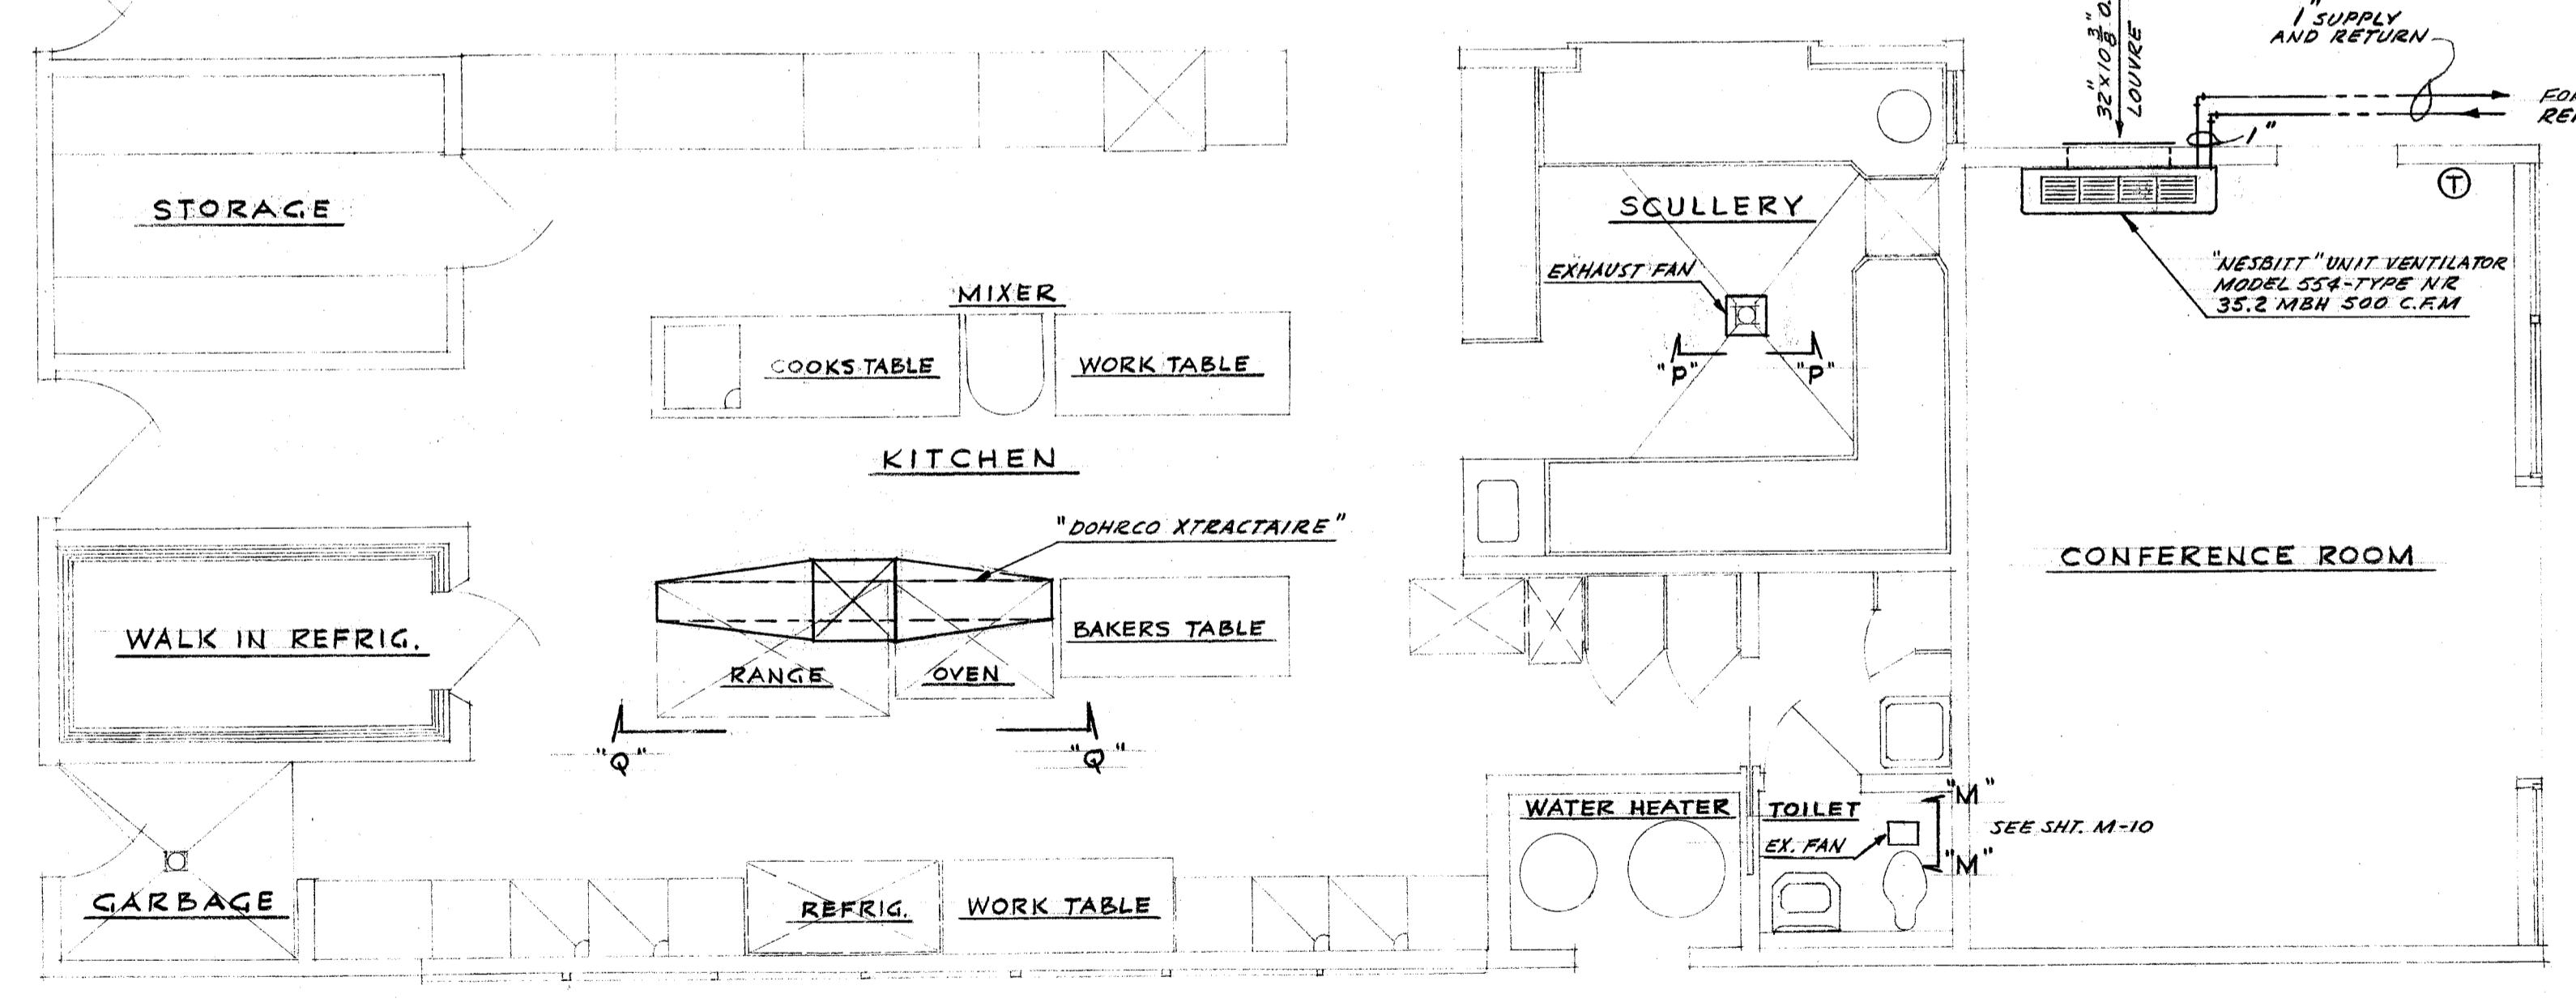 1" SUPPLY
AND RETURN
32"X10 3/8"
LOUVRE
1"
T
STORAGE
SCULLERY
EXHAUST FAN
"P" "P"
"NESBITT" UNIT VENTILATOR
MODEL 554-TYPE NR
35.2 MBH 500 C.F.M
MIXER
COOKS TABLE
WORK TABLE
KITCHEN
"DOHRCO XTRACTAIRE"
CONFERENCE ROOM
WALK IN REFRIG.
BAKERS TABLE
RANGE
OVEN
"Q" "Q"
WATER HEATER
TOILET
EX. FAN
"M"
SEE SHT. M-10
"M"
GARBAGE
REFRIG.
WORK TABLE